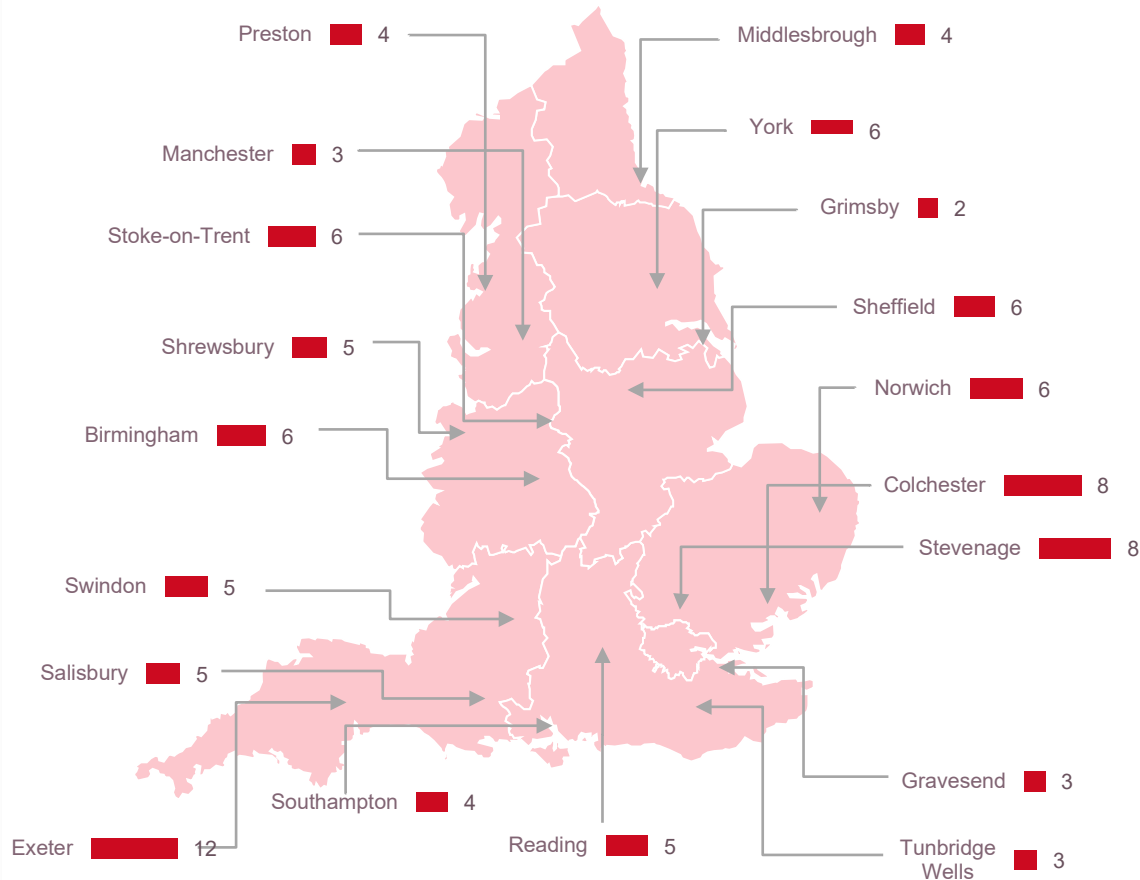 Preston 4
Middlesbrough 4
York 6
Manchester 3
Grimsby 2
Stoke-on-Trent 6
Sheffield 6
Shrewsbury 5
Norwich 6
Birmingham 6
Colchester 8
Stevenage 8
Swindon 5
Salisbury 5
Gravesend 3
Southampton 4
Exeter 12
Reading 5
Tunbridge
Wells 3